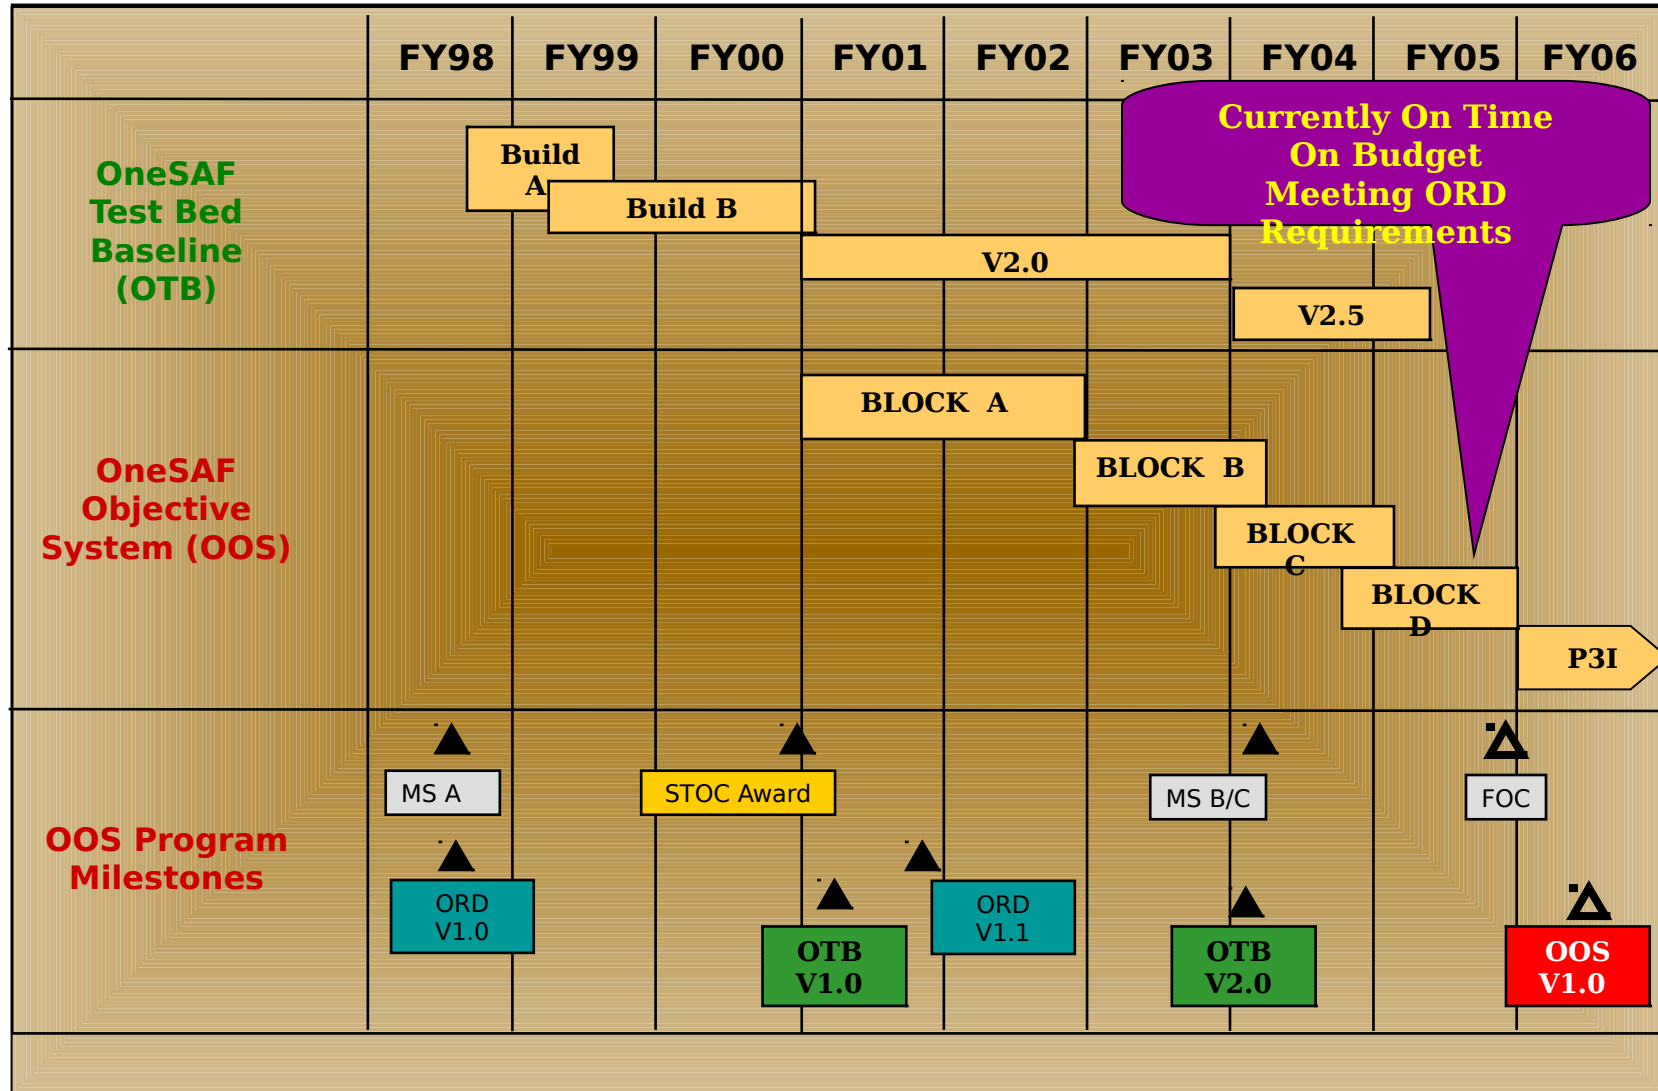 FY98 FY99 FY00 FY01 FY02 FY03 FY04 FY05 FY06
Currently On Time
On Budget
Meeting ORD
Requirements
OneSAF
Test Bed
Baseline
(OTB)
Build
A
Build B
V2.0
V2.5
OneSAF
Objective
System (OOS)
BLOCK A
BLOCK B
BLOCK
C
BLOCK
D
P3I
OOS Program
Milestones
MS A
STOC Award
MS B/C
FOC
ORD
V1.0
OTB
V1.0
ORD
V1.1
OTB
V2.0
OOS
V1.0